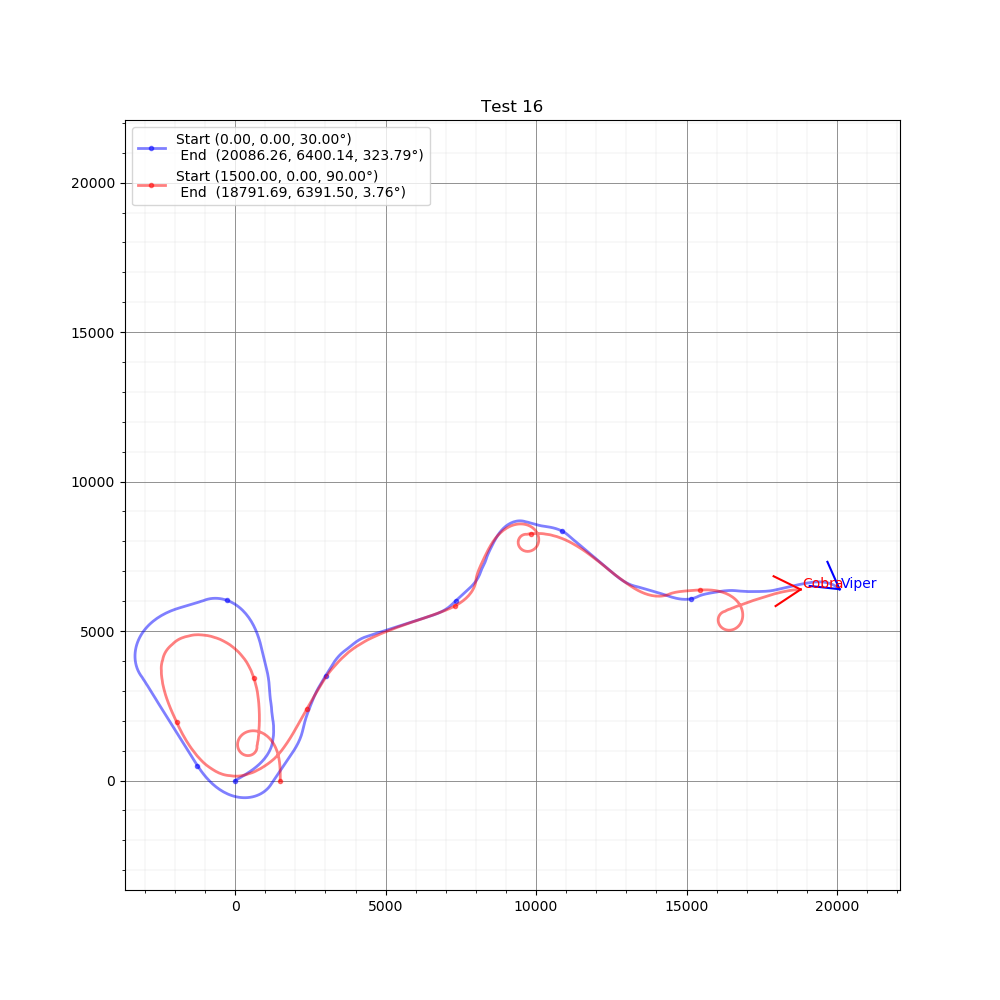 Test 16
Start (0.00, 0.00, 30.00°)
End (20086.26, 6400.14, 323.79°)
Start (1500.00, 0.00, 90.00°)
End (18791.69, 6391.50, 3.76°)
20000
15000
10000
5000
0
Cobra
Viper
0
5000
10000
15000
20000